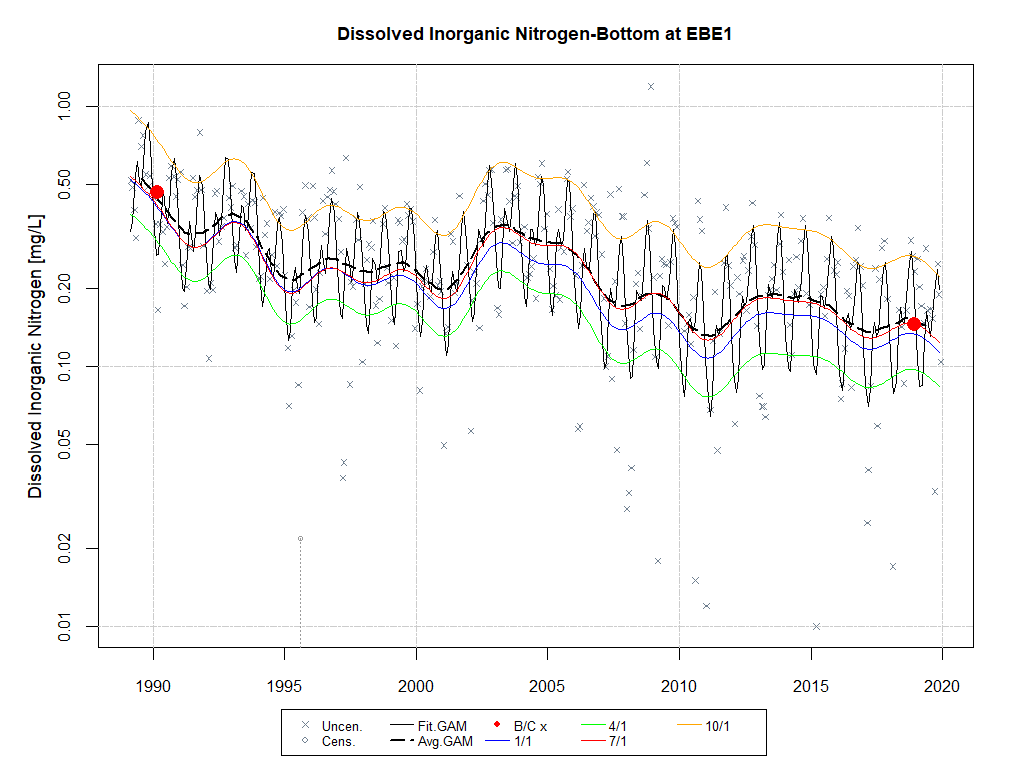 Dissolved Inorganic Nitrogen-Bottom at EBE1
Dissolved Inorganic Nitrogen [mg/L]
1.00
0.50
0.20
0.10
0.05
0.02
0.01
1990 1995 2000 2005 2010 2015 2020
Uncen. Fit.GAM B/C x 4/1 10/1
Cens. Avg.GAM 1/1 7/1